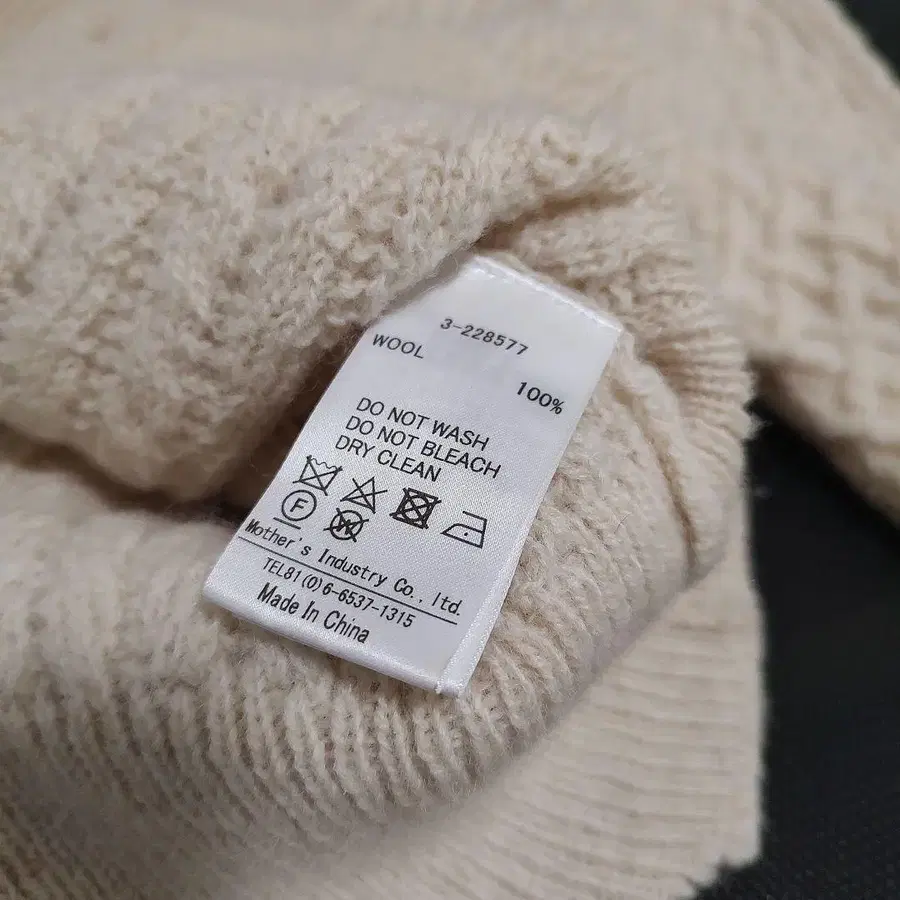 3-228577
WOOL
100%
DO NOT WASH
DO NOT BLEACH
DRY CLEAN
F W
Mother's Industry Co., ltd.
TEL81(0)6-6537-1315
Made In China